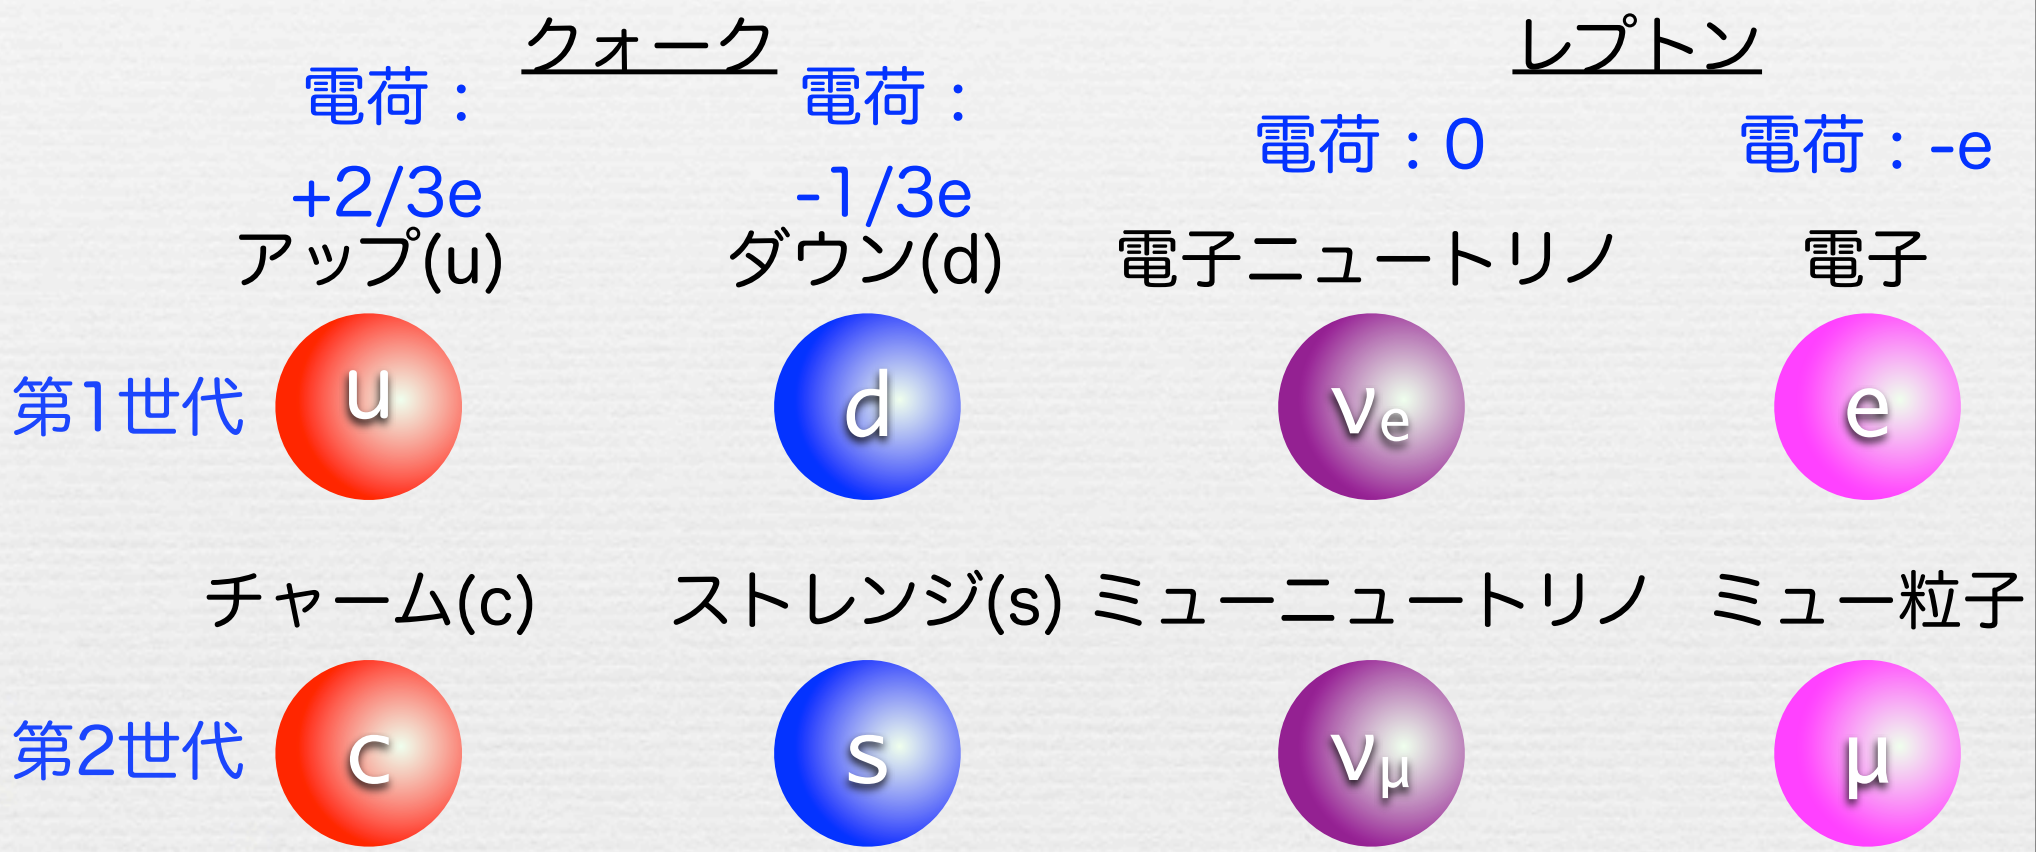 クォーク
レプトン
電荷：
+2/3e
電荷：
-1/3e
電荷：0
電荷：-e
アップ(u)
ダウン(d)
電子ニュートリノ
電子
第1世代
u
d
νe
e
チャーム(c)
ストレンジ(s)
ミューニュートリノ
ミュー粒子
第2世代
c
s
νμ
μ